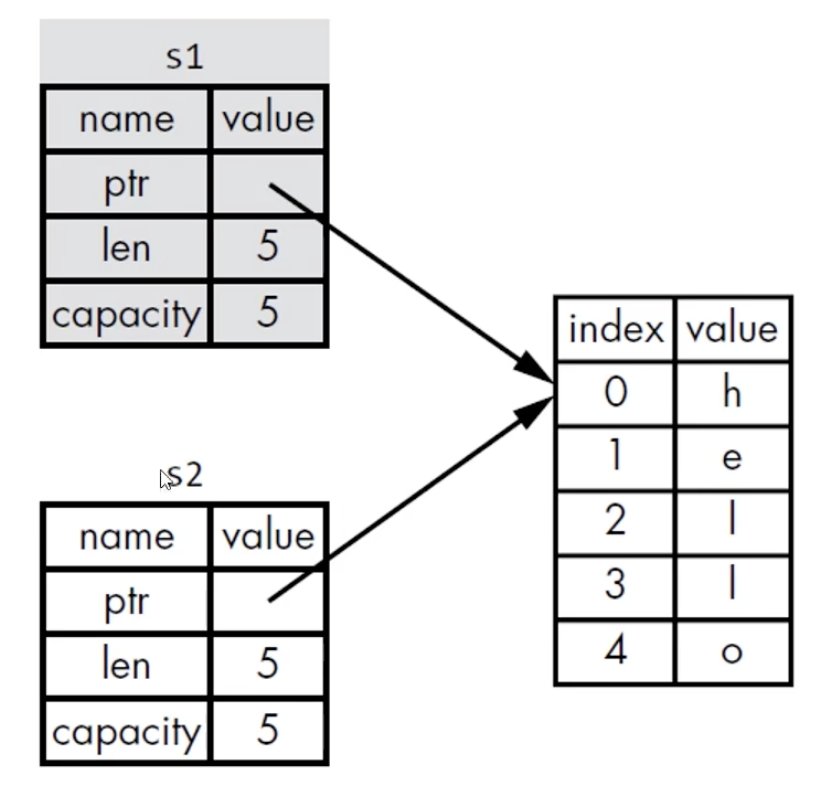 s1
name value
ptr
len 5
capacity 5
index value
0 h
1 e
2 l
3 l
4 o
s2
name value
ptr
len 5
capacity 5